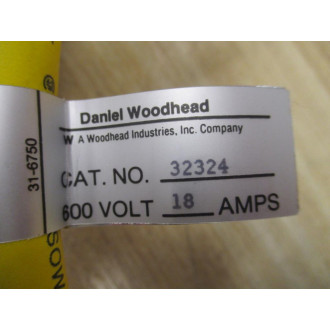 Daniel Woodhead
W A Woodhead Industries, Inc. Company
CAT. NO. 32324
600 VOLT 18 AMPS
31-6750